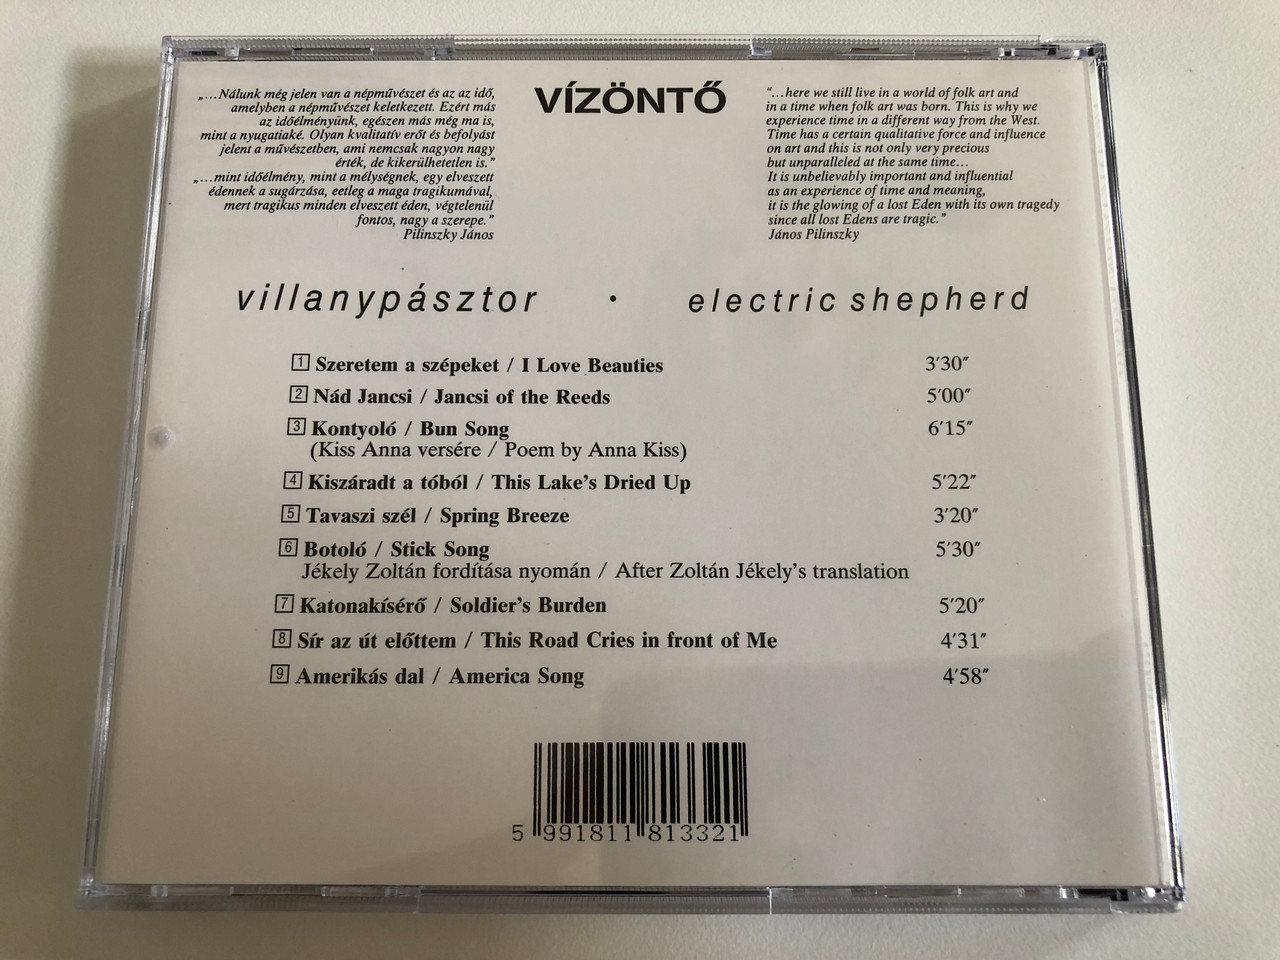 VÍZÖNTŐ
„...Nálunk még jelen van a népművészet és az az idő,
amelyben a népművészet keletkezett. Ezért más
az időélményünk, egészen más még ma is,
mint a nyugatiaké. Olyan kvalitatív erőt és befolyást
jelent a művészetben, ami nemcsak nagyon nagy
érték, de kikerülhetetlen is.”
„...mint időélmény, mint a mélységnek, egy elveszett
édennek a sugárzása, eetleg a maga tragikumával,
mert tragikus minden elveszett éden, végtelenül
fontos, nagy a szerepe.”
Pilinszky János
“...here we still live in a world of folk art and
in a time when folk art was born. This is why we
experience time in a different way from the West.
Time has a certain qualitative force and influence
on art and this is not only very precious
but unparalleled at the same time...
It is unbelievably important and influential
as an experience of time and meaning,
it is the glowing of a lost Eden with its own tragedy
since all lost Edens are tragic.”
János Pilinszky
villanypásztor • electric shepherd
1 Szeretem a szépeket / I Love Beauties 3′30″
2 Nád Jancsi / Jancsi of the Reeds 5′00″
3 Kontyoló / Bun Song 6′15″
(Kiss Anna versére / Poem by Anna Kiss)
4 Kiszáradt a tóból / This Lake’s Dried Up 5′22″
5 Tavaszi szél / Spring Breeze 3′20″
6 Botoló / Stick Song 5′30″
Jékely Zoltán fordítása nyomán / After Zoltán Jékely’s translation
7 Katonakísérő / Soldier’s Burden 5′20″
8 Sír az út előttem / This Road Cries in front of Me 4′31″
9 Amerikás dal / America Song 4′58″
5 991811 813321